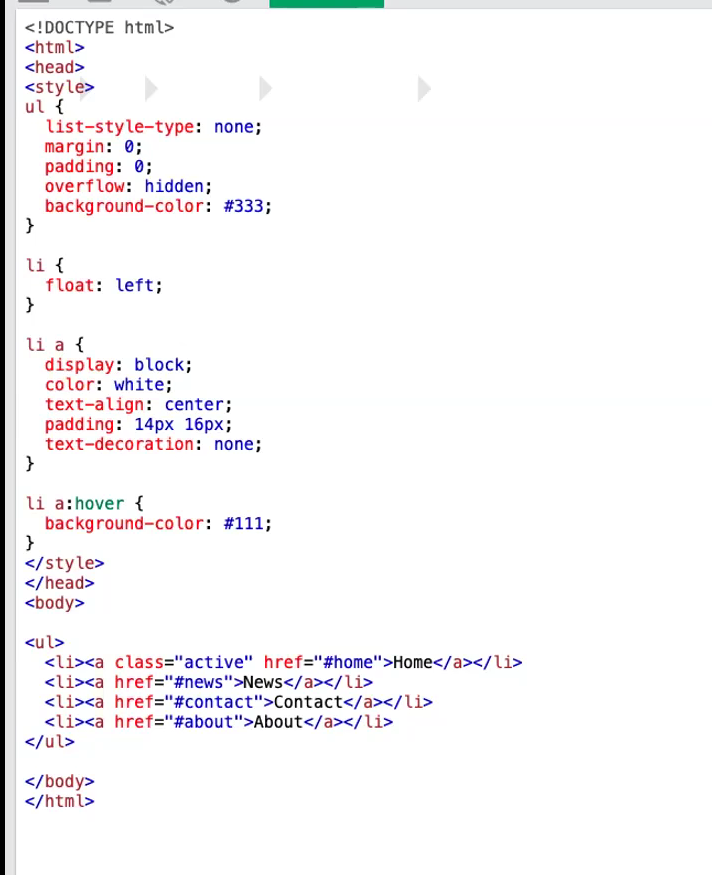 <!DOCTYPE html>
<html>
<head>
<style>
ul {
  list-style-type: none;
  margin: 0;
  padding: 0;
  overflow: hidden;
  background-color: #333;
}

li {
  float: left;
}

li a {
  display: block;
  color: white;
  text-align: center;
  padding: 14px 16px;
  text-decoration: none;
}

li a:hover {
  background-color: #111;
}
</style>
</head>
<body>

<ul>
  <li><a class="active" href="#home">Home</a></li>
  <li><a href="#news">News</a></li>
  <li><a href="#contact">Contact</a></li>
  <li><a href="#about">About</a></li>
</ul>

</body>
</html>